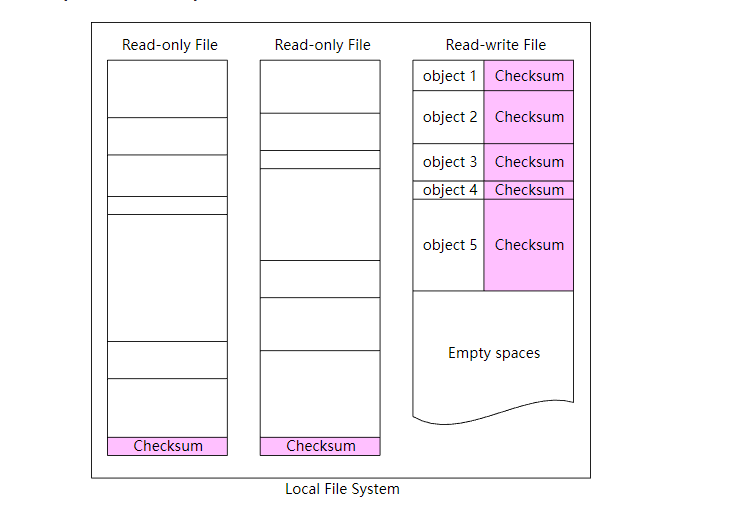 Read-only File
Read-only File
Read-write File
object 1 Checksum
object 2 Checksum
object 3 Checksum
object 4 Checksum
object 5 Checksum
Empty spaces
Checksum
Checksum
Local File System